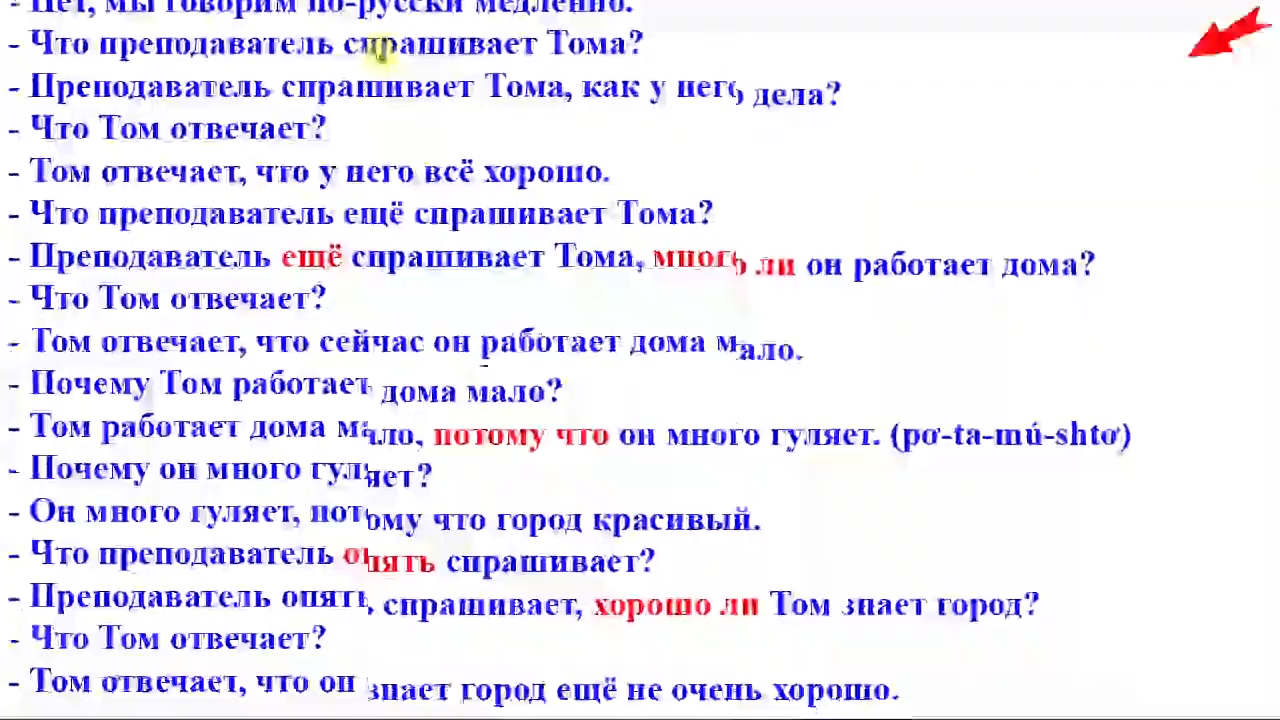 - Нет, мы говорим по-русски медленно.
- Что преподаватель спрашивает Тома?
- Преподаватель спрашивает Тома, как у него дела?
- Что Том отвечает?
- Том отвечает, что у него всё хорошо.
- Что преподаватель ещё спрашивает Тома?
- Преподаватель ещё спрашивает Тома, много ли он работает дома?
- Что Том отвечает?
- Том отвечает, что сейчас он работает дома мало.
- Почему Том работает дома мало?
- Том работает дома мало, потому что он много гуляет. (pơ-ta-mú-shtơ)
- Почему он много гуляет?
- Он много гуляет, потому что город красивый.
- Что преподаватель опять спрашивает?
- Преподаватель опять спрашивает, хорошо ли Том знает город?
- Что Том отвечает?
- Том отвечает, что он знает город ещё не очень хорошо.